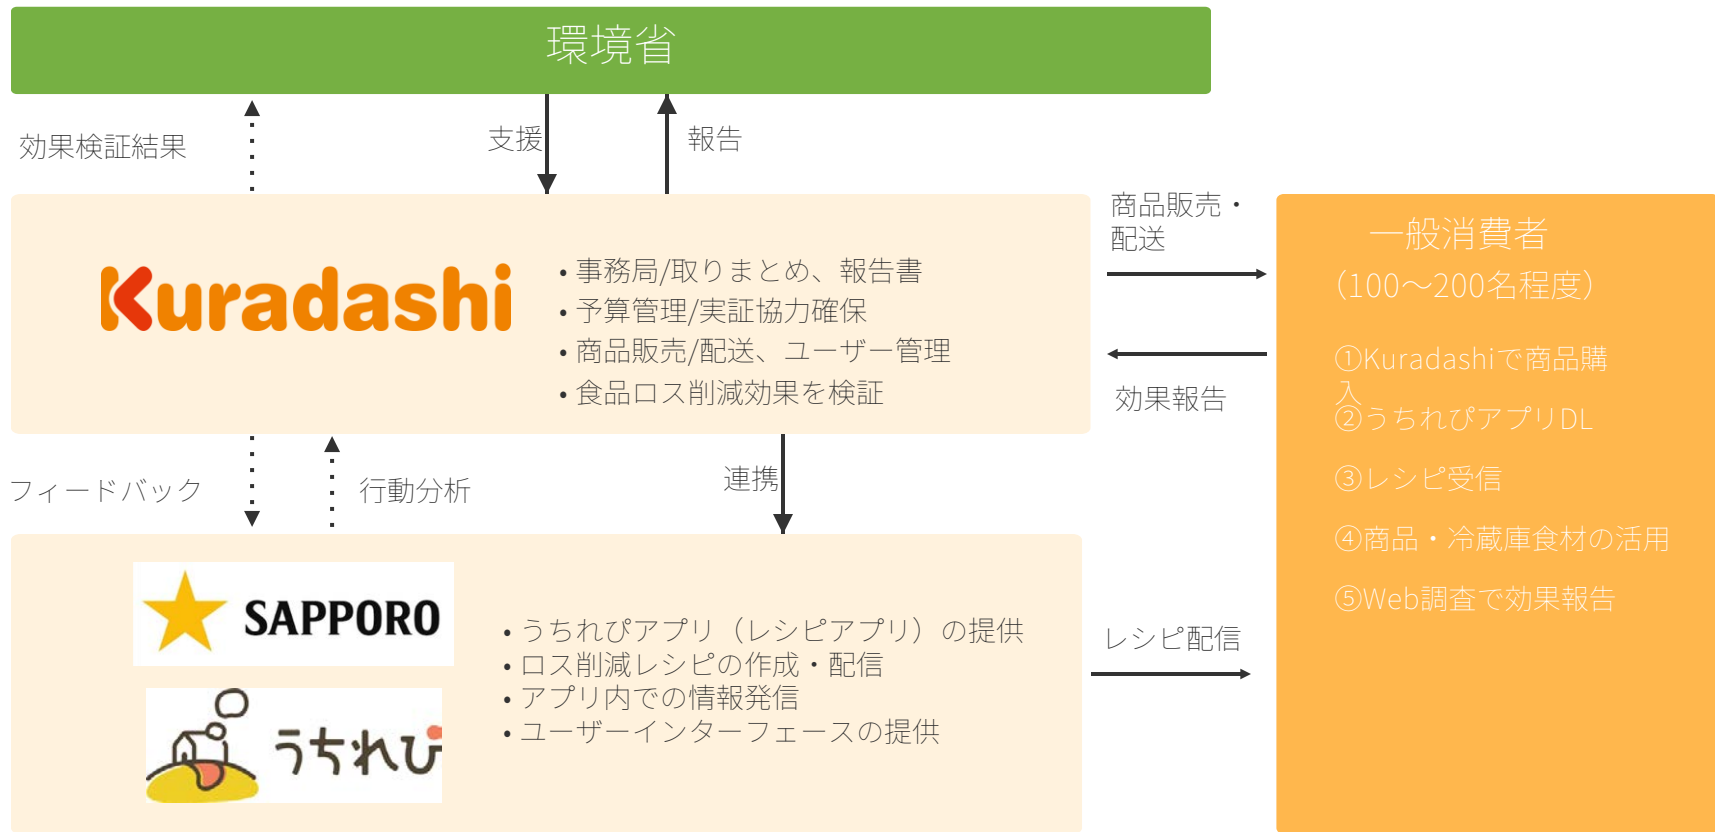 環境省
効果検証結果
支援
報告
Kuradashi
• 事務局/取りまとめ、報告書
• 予算管理/実証協力確保
• 商品販売/配送、ユーザー管理
• 食品ロス削減効果を検証
商品販売・
配送
効果報告
一般消費者
（100～200名程度）
①Kuradashiで商品購
入
②うちれぴアプリDL
③レシピ受信
④商品・冷蔵庫食材の活用
⑤Web調査で効果報告
フィードバック
行動分析
連携
SAPPORO
うちれぴ
• うちれぴアプリ（レシピアプリ）の提供
• ロス削減レシピの作成・配信
• アプリ内での情報発信
• ユーザーインターフェースの提供
レシピ配信